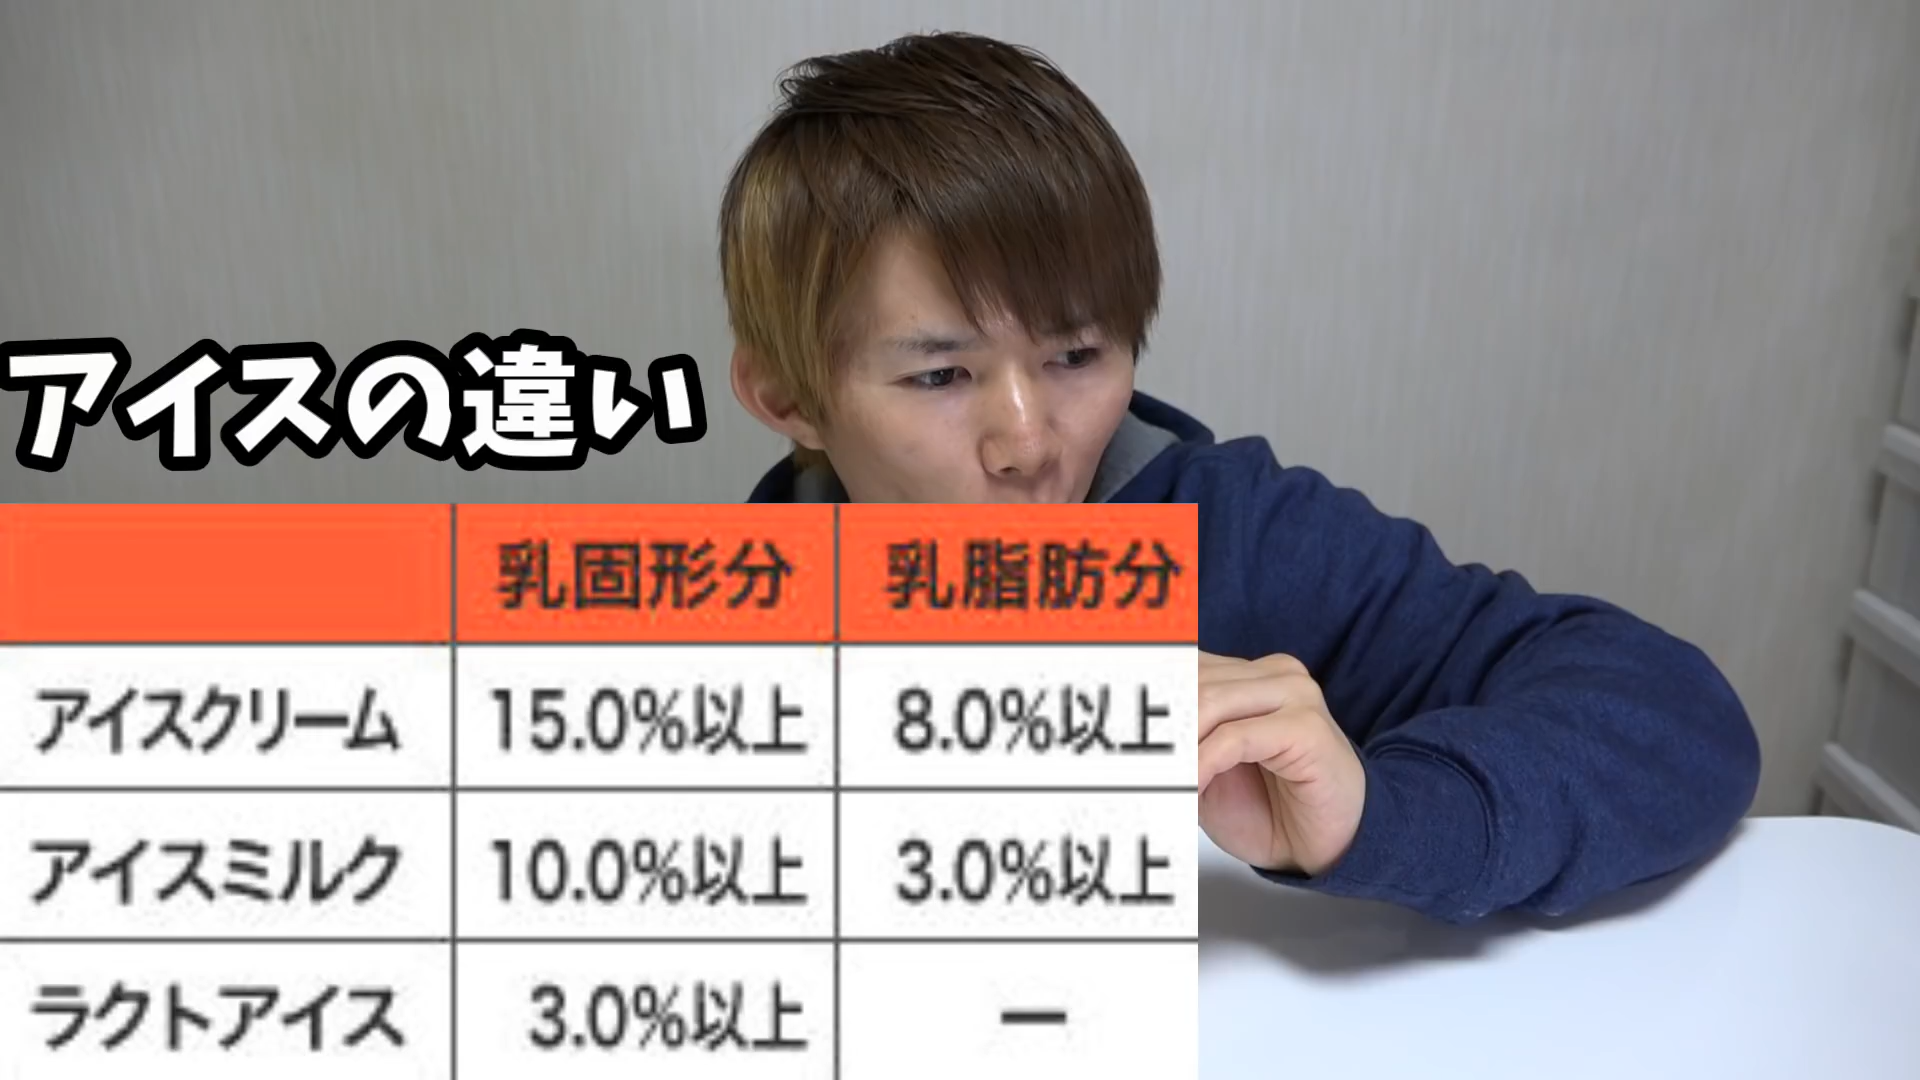 アイスの違い
乳固形分 乳脂肪分
アイスクリーム 15.0%以上 8.0%以上
アイスミルク 10.0%以上 3.0%以上
ラクトアイス 3.0%以上 ー